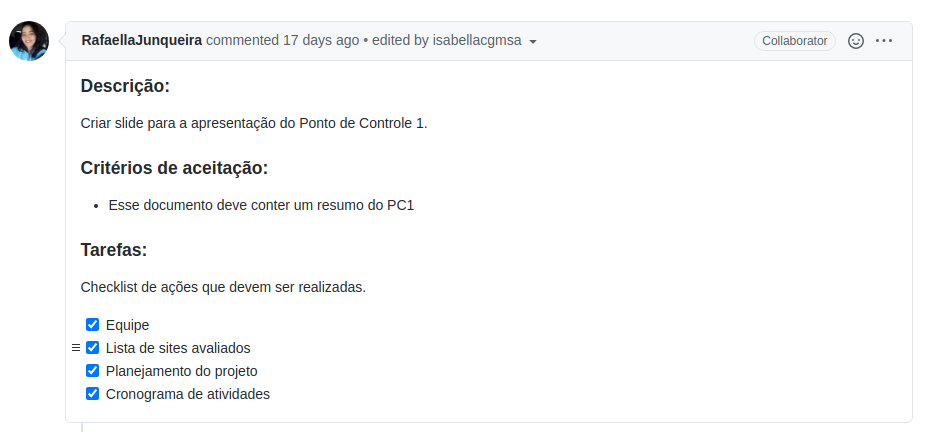 RafaellaJunqueira commented 17 days ago • edited by isabellacgmsa
Collaborator
Descrição:
Criar slide para a apresentação do Ponto de Controle 1.
Critérios de aceitação:
• Esse documento deve conter um resumo do PC1
Tarefas:
Checklist de ações que devem ser realizadas.
Equipe
Lista de sites avaliados
Planejamento do projeto
Cronograma de atividades